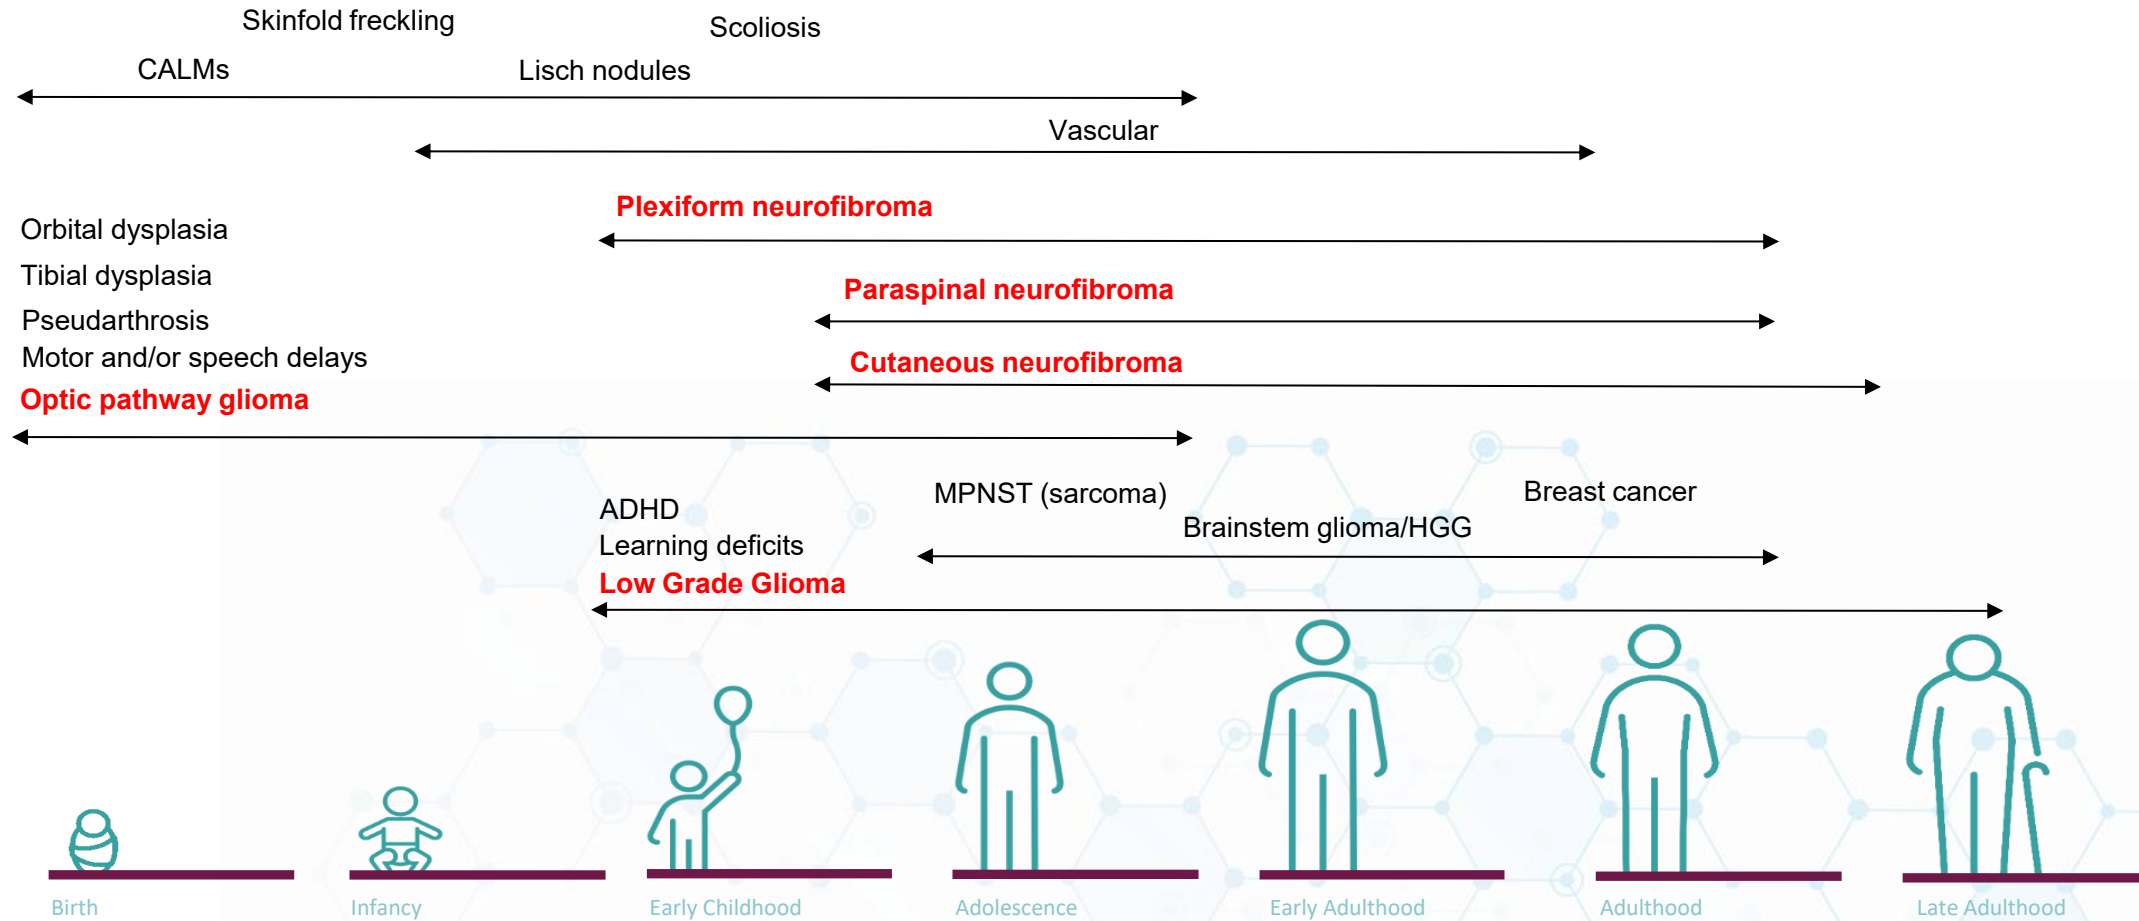 Skinfold freckling
Scoliosis
CALMs
Lisch nodules
Vascular
Plexiform neurofibroma
Orbital dysplasia
Tibial dysplasia
Paraspinal neurofibroma
Pseudarthrosis
Motor and/or speech delays
Cutaneous neurofibroma
Optic pathway glioma
MPNST (sarcoma)
Breast cancer
ADHD
Brainstem glioma/HGG
Learning deficits
Low Grade Glioma
Birth
Infancy
Early Childhood
Adolescence
Early Adulthood
Adulthood
Late Adulthood